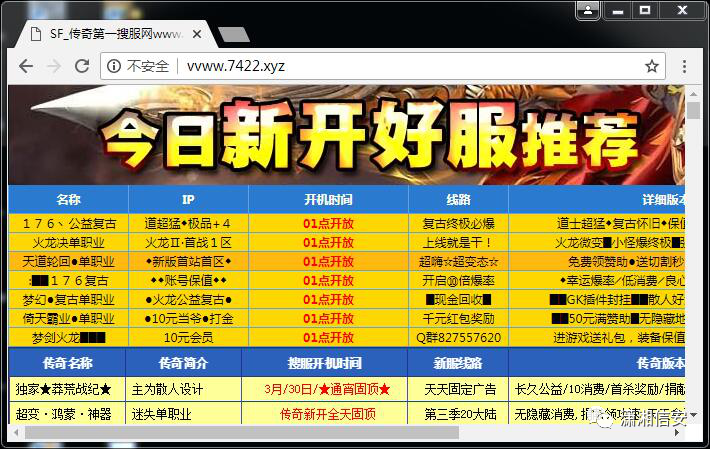 SF_传奇第一搜服网www.
不安全 vvww.7422.xyz
今日新开好服推荐
名称 IP 开机时间 线路 详细版本
１７６丶公益复古 道超猛◆极品+４ 01点开放 复古终极必爆 道士超猛◆复古怀旧◆保值
火龙决单职业 火龙Ⅱ·首战１区 01点开放 上线就是干！ 火龙微变█小怪爆终极█
天道轮回●单职业 ◆新版首站首区◆ 01点开放 超嗨☆超变态☆ 免费领赞助●送切割秒
:██１７６复古 ◆◆账号保值◆◆ 01点开放 开启@倍爆率 ◆幸运爆率/低消费/良心
梦幻●复古单职业 ●火龙公益复古● 01点开放 █现金回收█ ██GK插件封挂██散人好
倚天霸业●单职业 ●10元当爷●打金 01点开放 千元红包奖励 ██50元满赞助█无隐藏地
梦剑火龙███ 10元会员 01点开放 Q群827557620 进游戏送礼包，装备保值
传奇名称 传奇简介 搜服开机时间 新服线路 传奇版本
独家★莽荒战纪★ 主为散人设计 3月/30日/★通宵固顶★ 天天固定广告 长久公益/10消费/首杀奖励/捐献
超变·鸿蒙·神器 迷失单职业 传奇新开全天固顶 第三季20大陆 无隐藏消费,
潇湘信安